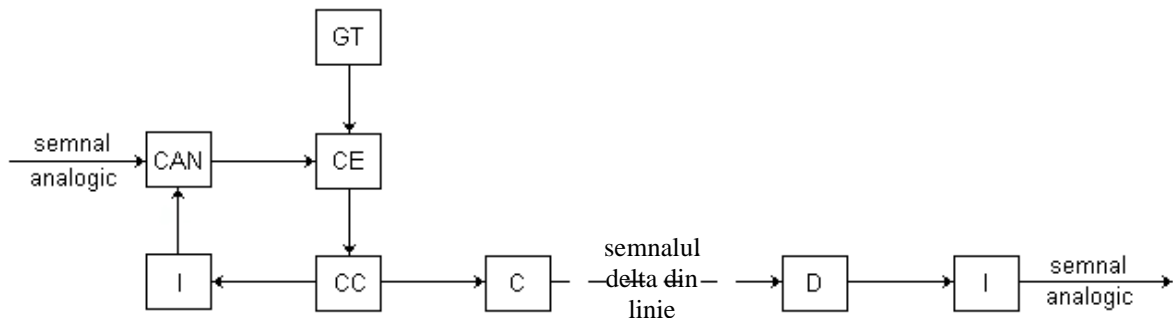 GT
semnal
analogic
CAN
CE
I
CC
C
semnalul
delta din
linie
D
I
semnal
analogic